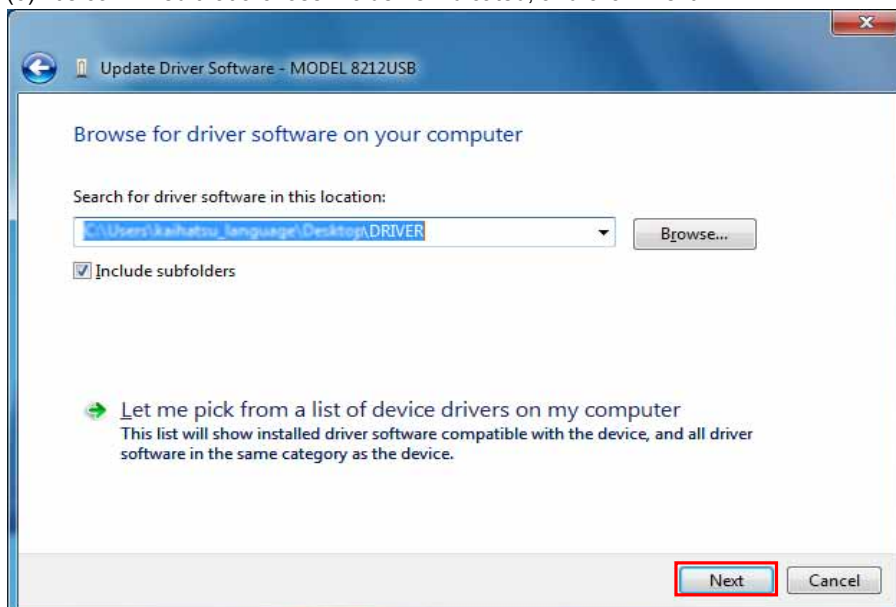 Update Driver Software - MODEL 8212USB
Browse for driver software on your computer
Search for driver software in this location:
C:\Users\kaihatsu_language\Desktop\DRIVER
Browse...
Include subfolders
Let me pick from a list of device drivers on my computer
This list will show installed driver software compatible with the device, and all driver
software in the same category as the device.
Next
Cancel